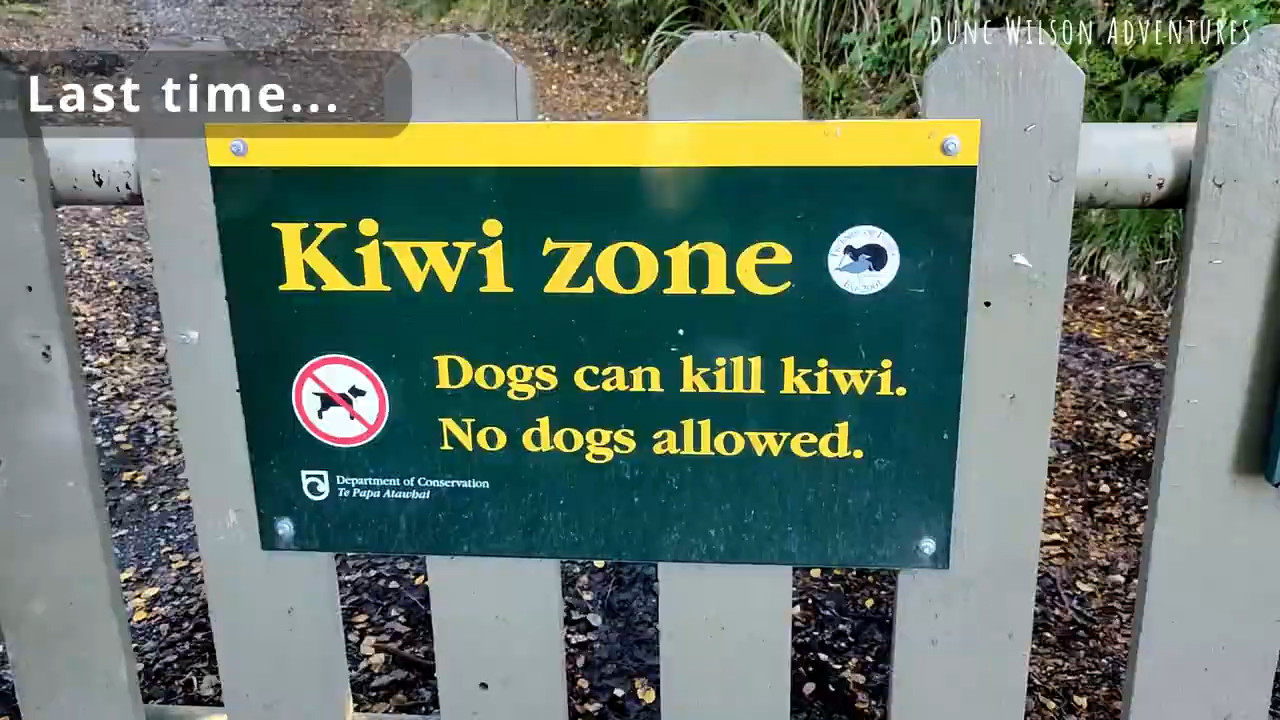 Dunc Wilson Adventures
Last time...
Kiwi zone
Dogs can kill kiwi.
No dogs allowed.
Department of Conservation
Te Papa Atawhai